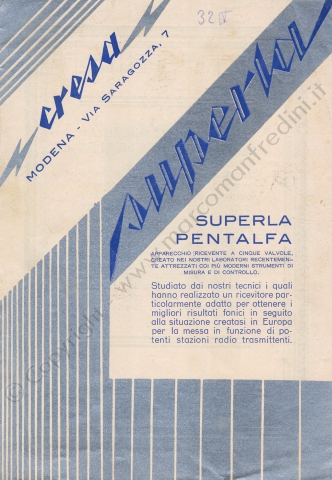 32 IV
cresa
MODENA - VIA SARAGOZZA, 7
superla
SUPERLA
PENTALFA
APPARECCHIO RICEVENTE A CINQUE VALVOLE,
CREATO NEI NOSTRI LABORATORI RECENTEMEN-
TE ATTREZZATI COI PIÙ MODERNI STRUMENTI DI
MISURA E DI CONTROLLO.
Studiato dai nostri tecnici i quali
hanno realizzato un ricevitore par-
ticolarmente adatto per ottenere i
migliori risultati fonici in seguito
alla situazione creatasi in Europa
per la messa in funzione di po-
tenti stazioni radio trasmittenti.
© Copyright www.marcomanfredini.it